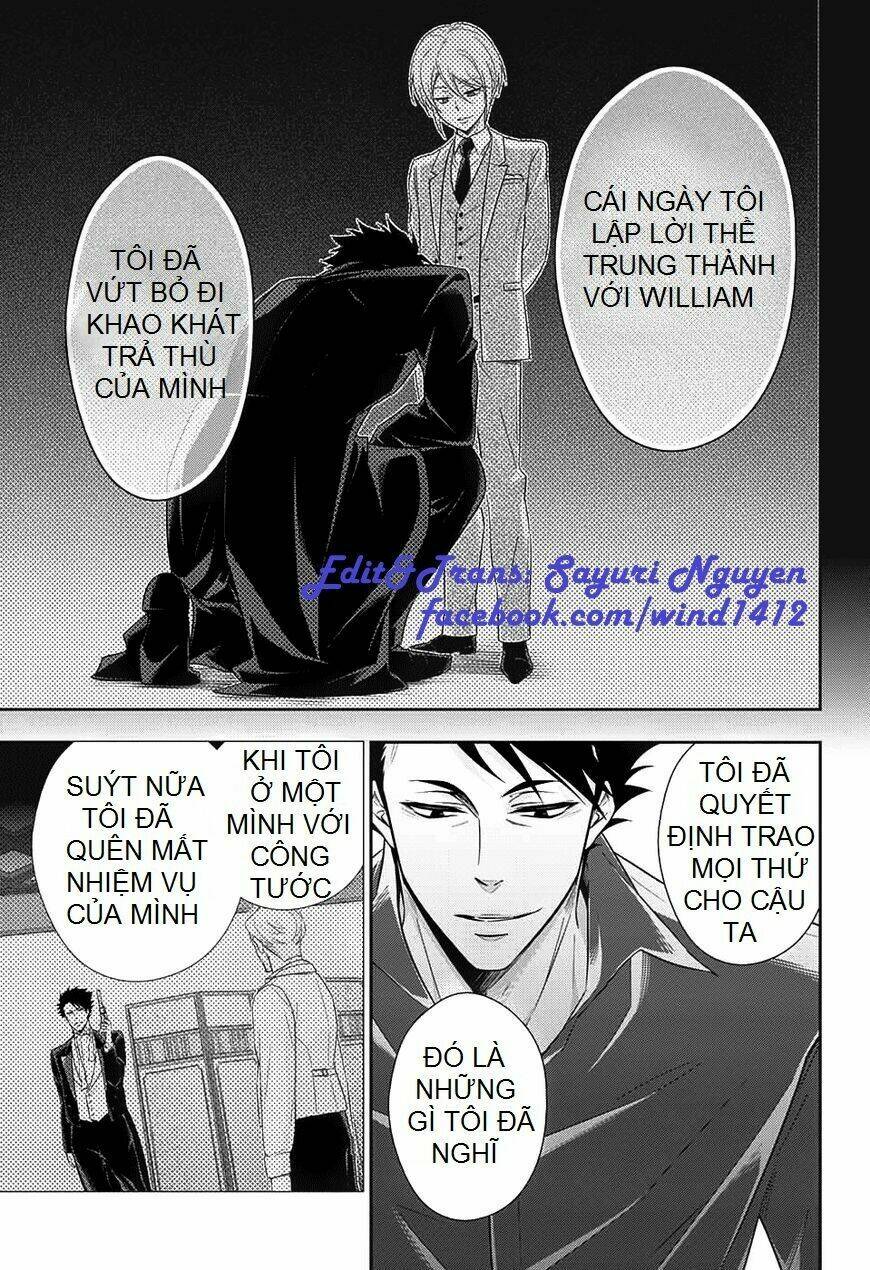 CÁI NGÀY TÔI
LẬP LỜI THỀ
TRUNG THÀNH
VỚI WILLIAM
TÔI ĐÃ
VỨT BỎ ĐI
KHAO KHÁT
TRẢ THÙ
CỦA MÌNH
Edit&Trans: Sayuri Nguyen
facebook.com/wind1412
TÔI ĐÃ
QUYẾT
ĐỊNH TRAO
MỌI THỨ
CHO CẬU
TA
ĐÓ LÀ
NHỮNG
GÌ TÔI ĐÃ
NGHĨ
KHI TÔI
Ở MỘT
MÌNH VỚI
CÔNG
TƯỚC
SUÝT NỮA
TÔI ĐÃ
QUÊN MẤT
NHIỆM VỤ
CỦA MÌNH